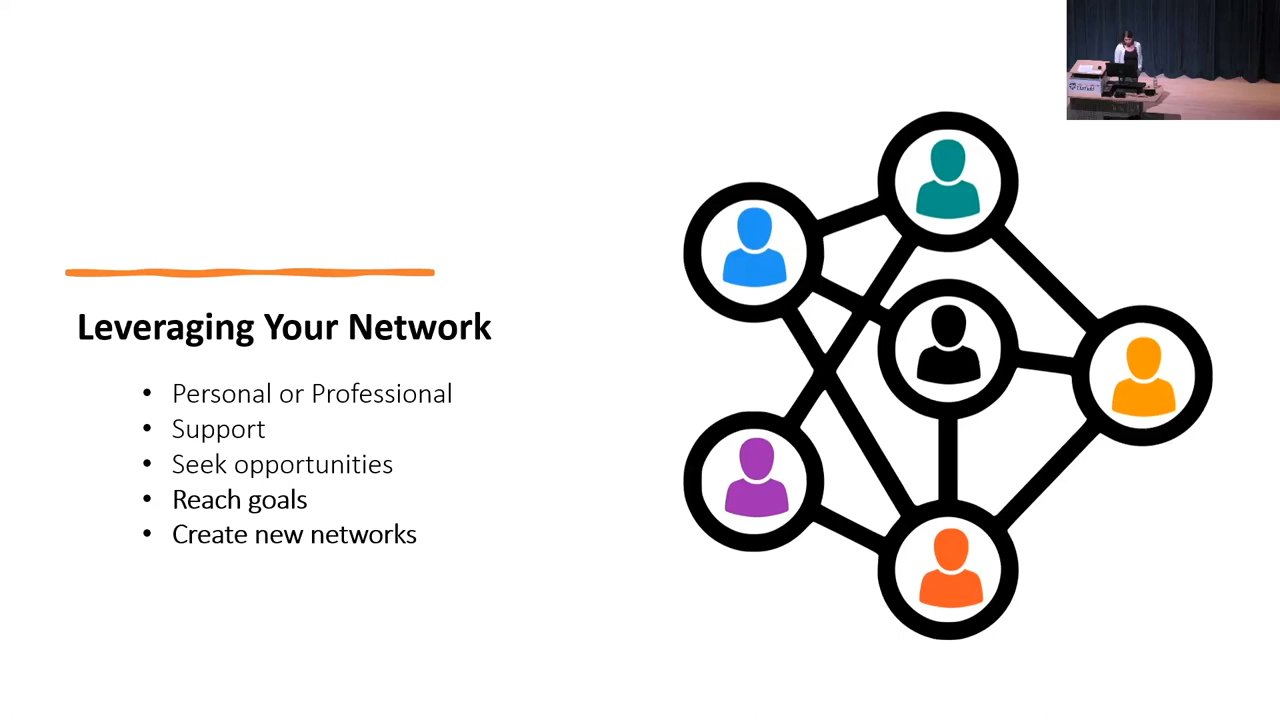 Leveraging Your Network
• Personal or Professional
• Support
• Seek opportunities
• Reach goals
• Create new networks